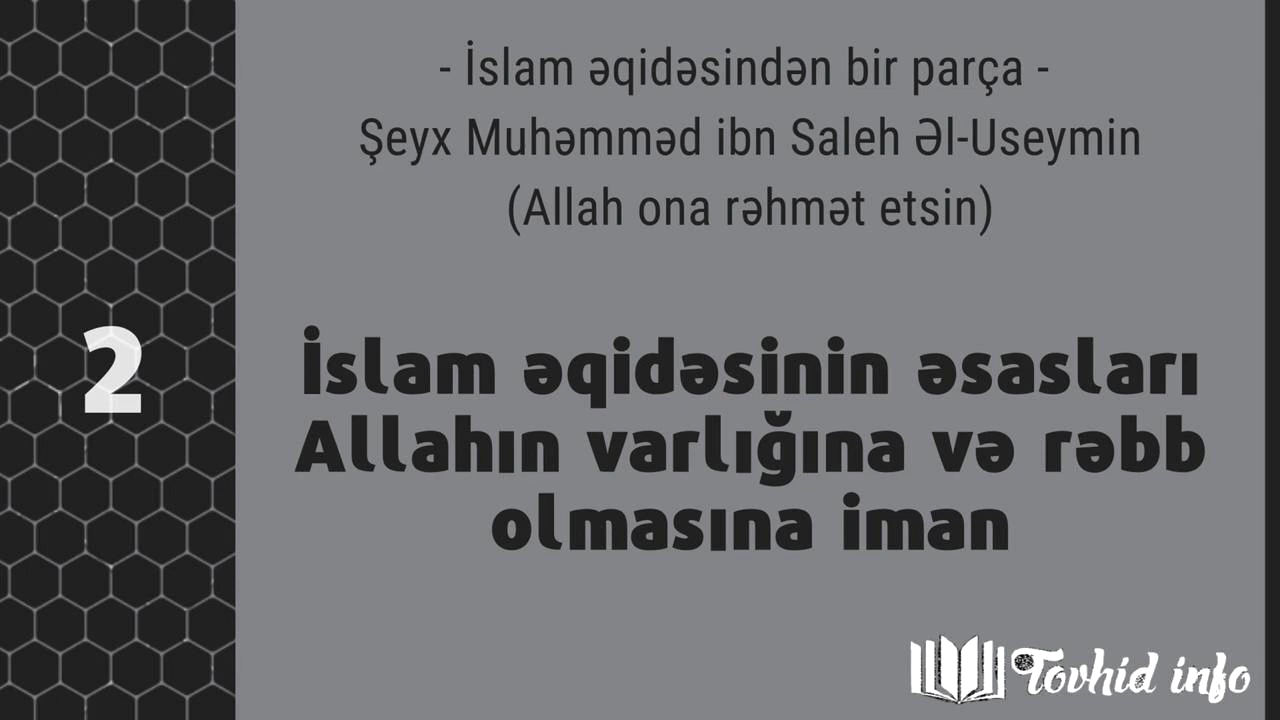 - İslam əqidəsindən bir parça -
Şeyx Muhəmməd ibn Saleh Əl-Useymin
(Allah ona rəhmət etsin)
2
İslam əqidəsinin əsasları
Allahın varlığına və rəbb
olmasına iman
Tovhid info